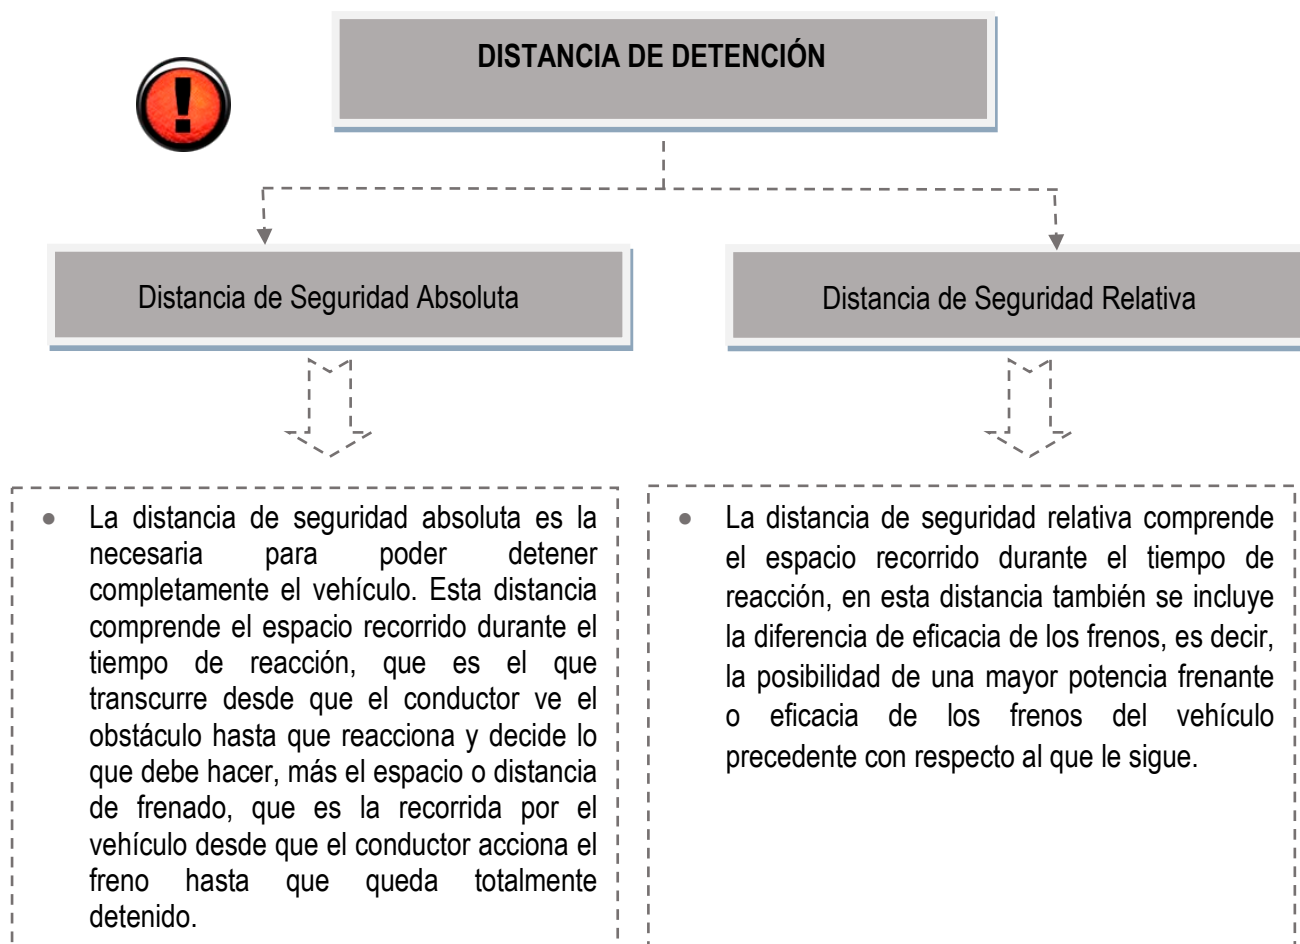 DISTANCIA DE DETENCIÓN
Distancia de Seguridad Absoluta
Distancia de Seguridad Relativa
• La distancia de seguridad absoluta es la
necesaria para poder detener
completamente el vehículo. Esta distancia
comprende el espacio recorrido durante el
tiempo de reacción, que es el que
transcurre desde que el conductor ve el
obstáculo hasta que reacciona y decide lo
que debe hacer, más el espacio o distancia
de frenado, que es la recorrida por el
vehículo desde que el conductor acciona el
freno hasta que queda totalmente
detenido.
• La distancia de seguridad relativa comprende
el espacio recorrido durante el tiempo de
reacción, en esta distancia también se incluye
la diferencia de eficacia de los frenos, es decir,
la posibilidad de una mayor potencia frenante
o eficacia de los frenos del vehículo
precedente con respecto al que le sigue.